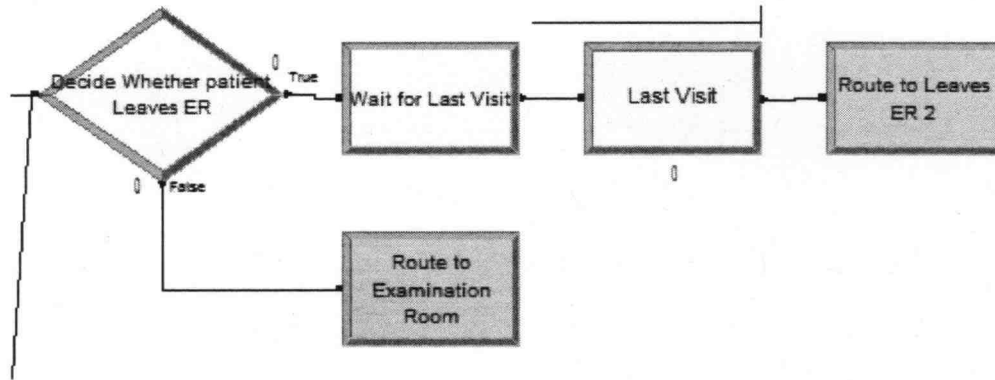 Decide Whether patient
Leaves ER
0
True
Wait for Last Visit
Last Visit
Route to Leaves
ER 2
0
False
0
Route to
Examination
Room